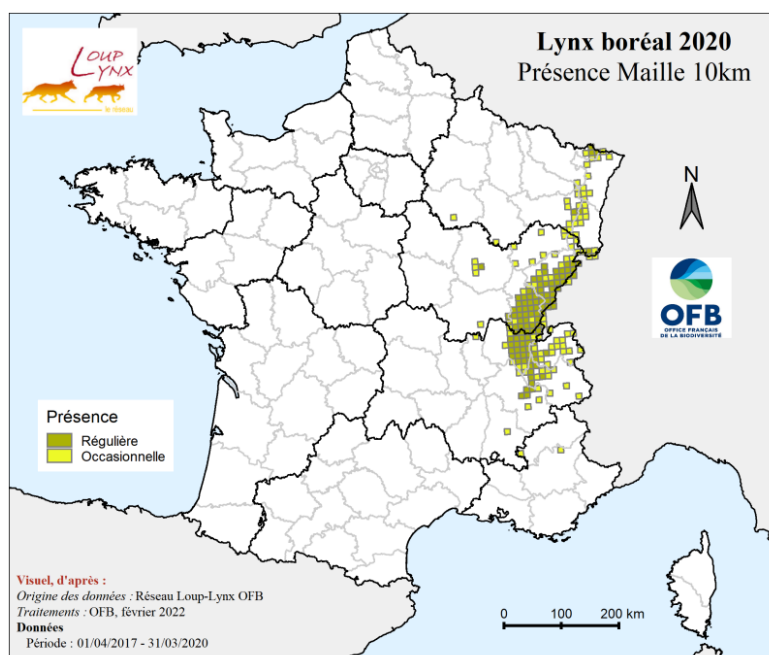 LOUP
LYNX
le réseau
Lynx boréal 2020
Présence Maille 10km
N
OFB
OFFICE FRANÇAIS
DE LA BIODIVERSITÉ
Présence
Régulière
Occasionnelle
Visuel, d'après :
Origine des données : Réseau Loup-Lynx OFB
Traitements : OFB, février 2022
Données
Période : 01/04/2017 - 31/03/2020
0 100 200 km